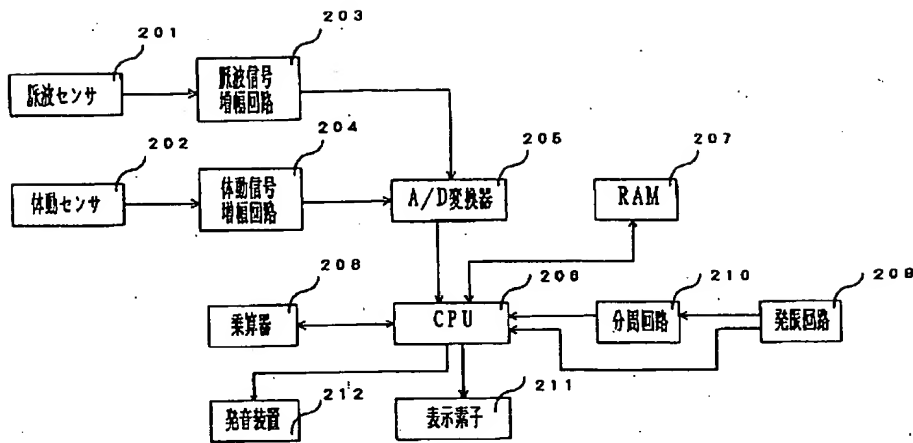 201
203
脈波センサ
脈波信号
増幅回路
202
204
205
207
体動センサ
体動信号
増幅回路
A/D変換器
RAM
208
206
210
209
乗算器
CPU
分周回路
発振回路
212
211
発音装置
表示素子